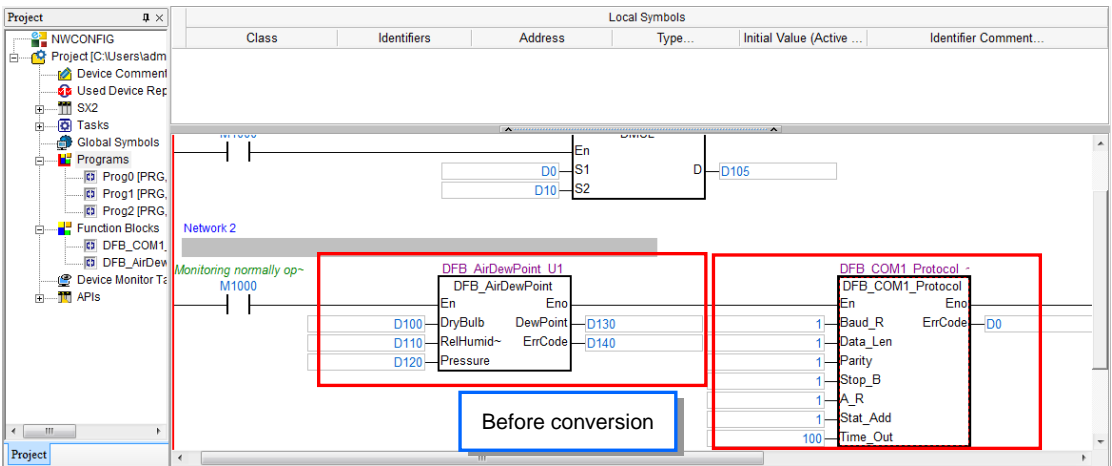 Project
NWCONFIG
Project [C:\Users\adm
Device Comment
Used Device Rep
SX2
Tasks
Global Symbols
Programs
Prog0 [PRG,
Prog1 [PRG,
Prog2 [PRG,
Function Blocks
DFB_COM1_
DFB_AirDew
Device Monitor Ta
APIs
Project
Local Symbols
Class Identifiers Address Type... Initial Value (Active ... Identifier Comment...
M1000
En
D0 S1 D D105
D10 S2
Network 2
Monitoring normally op~ DFB_AirDewPoint_U1 DFB_COM1_Protocol_~
M1000 DFB_AirDewPoint DFB_COM1_Protocol
En Eno En Eno
D100 DryBulb DewPoint D130 1 Baud_R ErrCode D0
D110 RelHumid~ ErrCode D140 1 Data_Len
D120 Pressure 1 Parity
1 Stop_B
1 A_R
1 Stat_Add
100 Time_Out
Before conversion